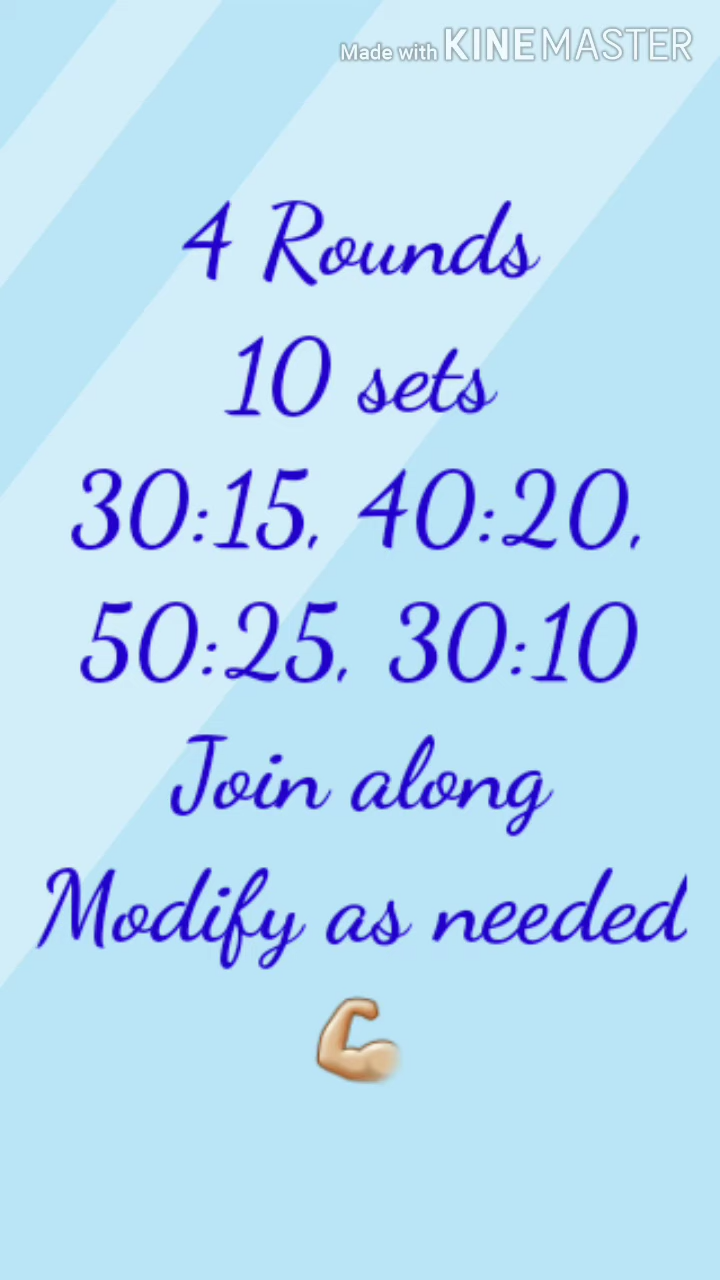 Made with KINEMASTER
4 Rounds
10 sets
30:15, 40:20,
50:25, 30:10
Join along
Modify as needed
💪🏼